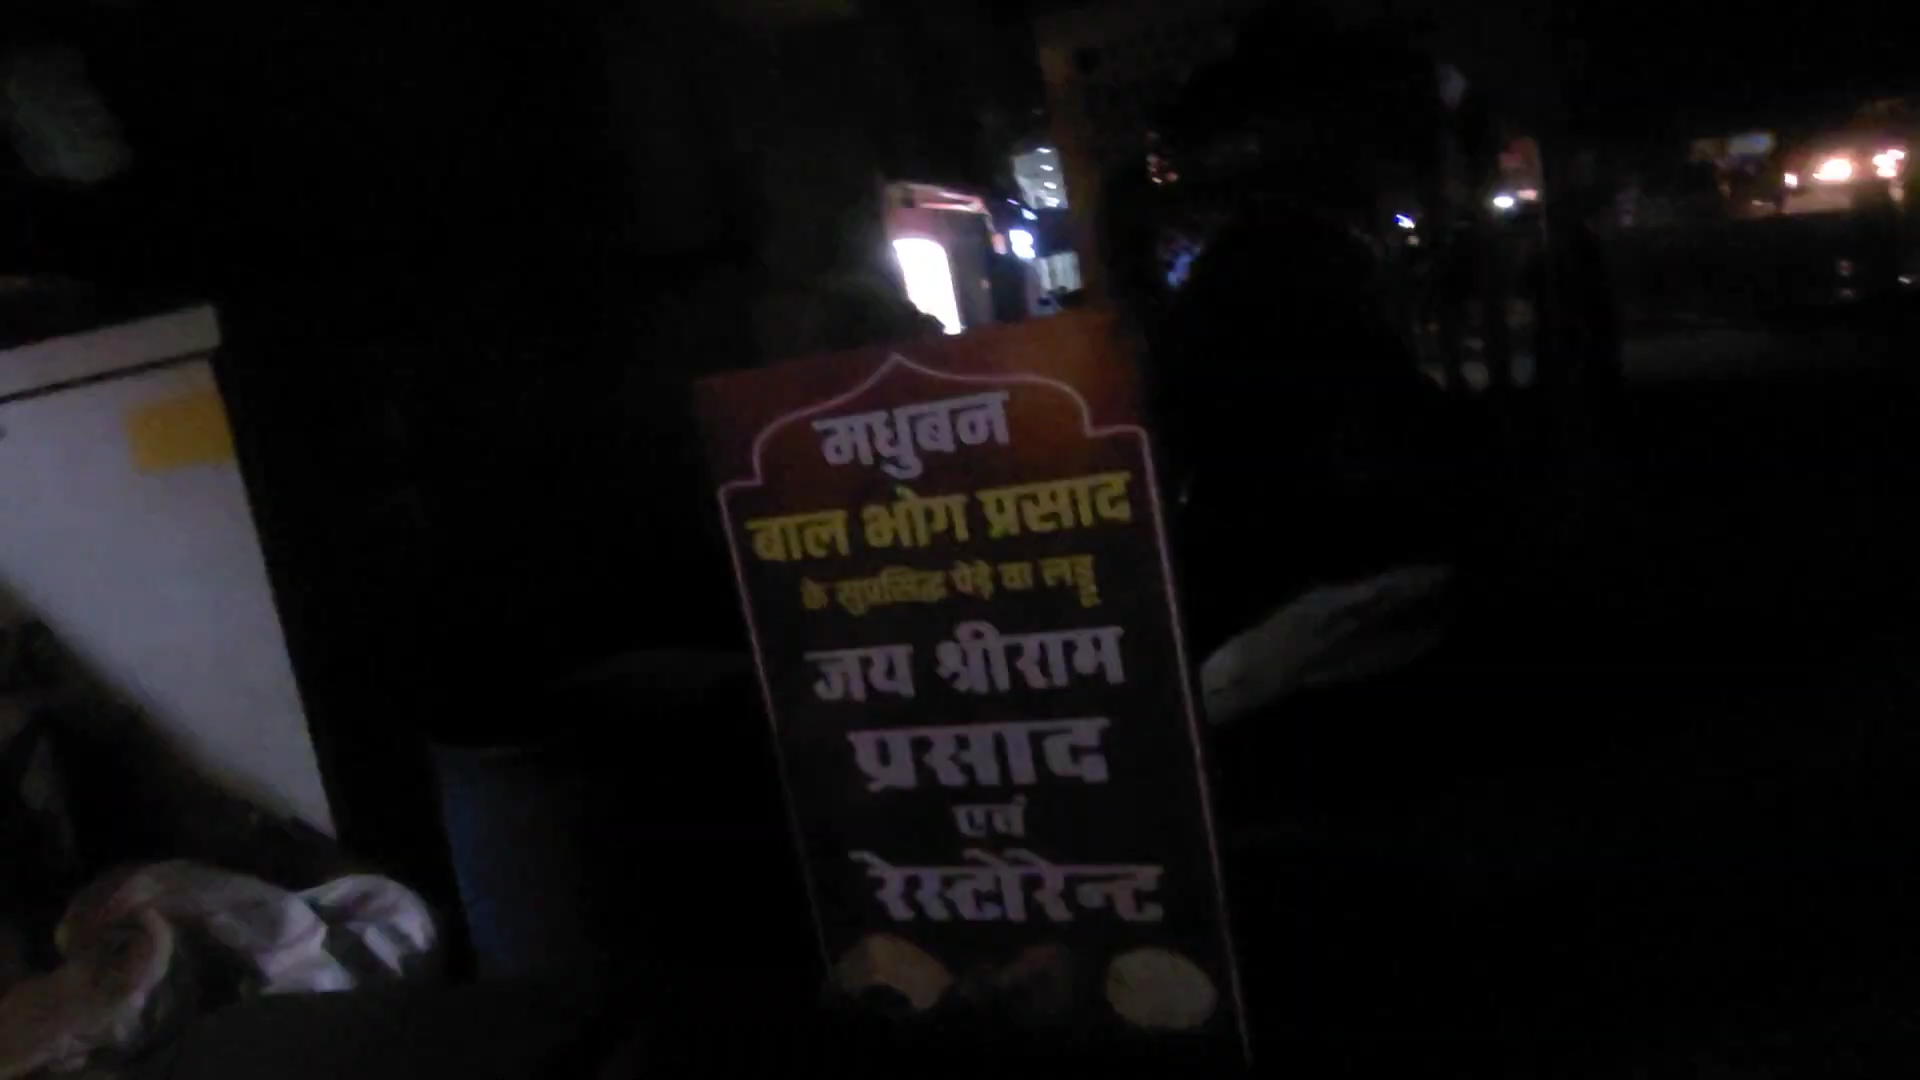 मधुबन
बाल भोग प्रसाद
के सुप्रसिद्ध पेड़े वा लड्डू
जय श्रीराम
प्रसाद
एवं
रेस्टोरेन्ट